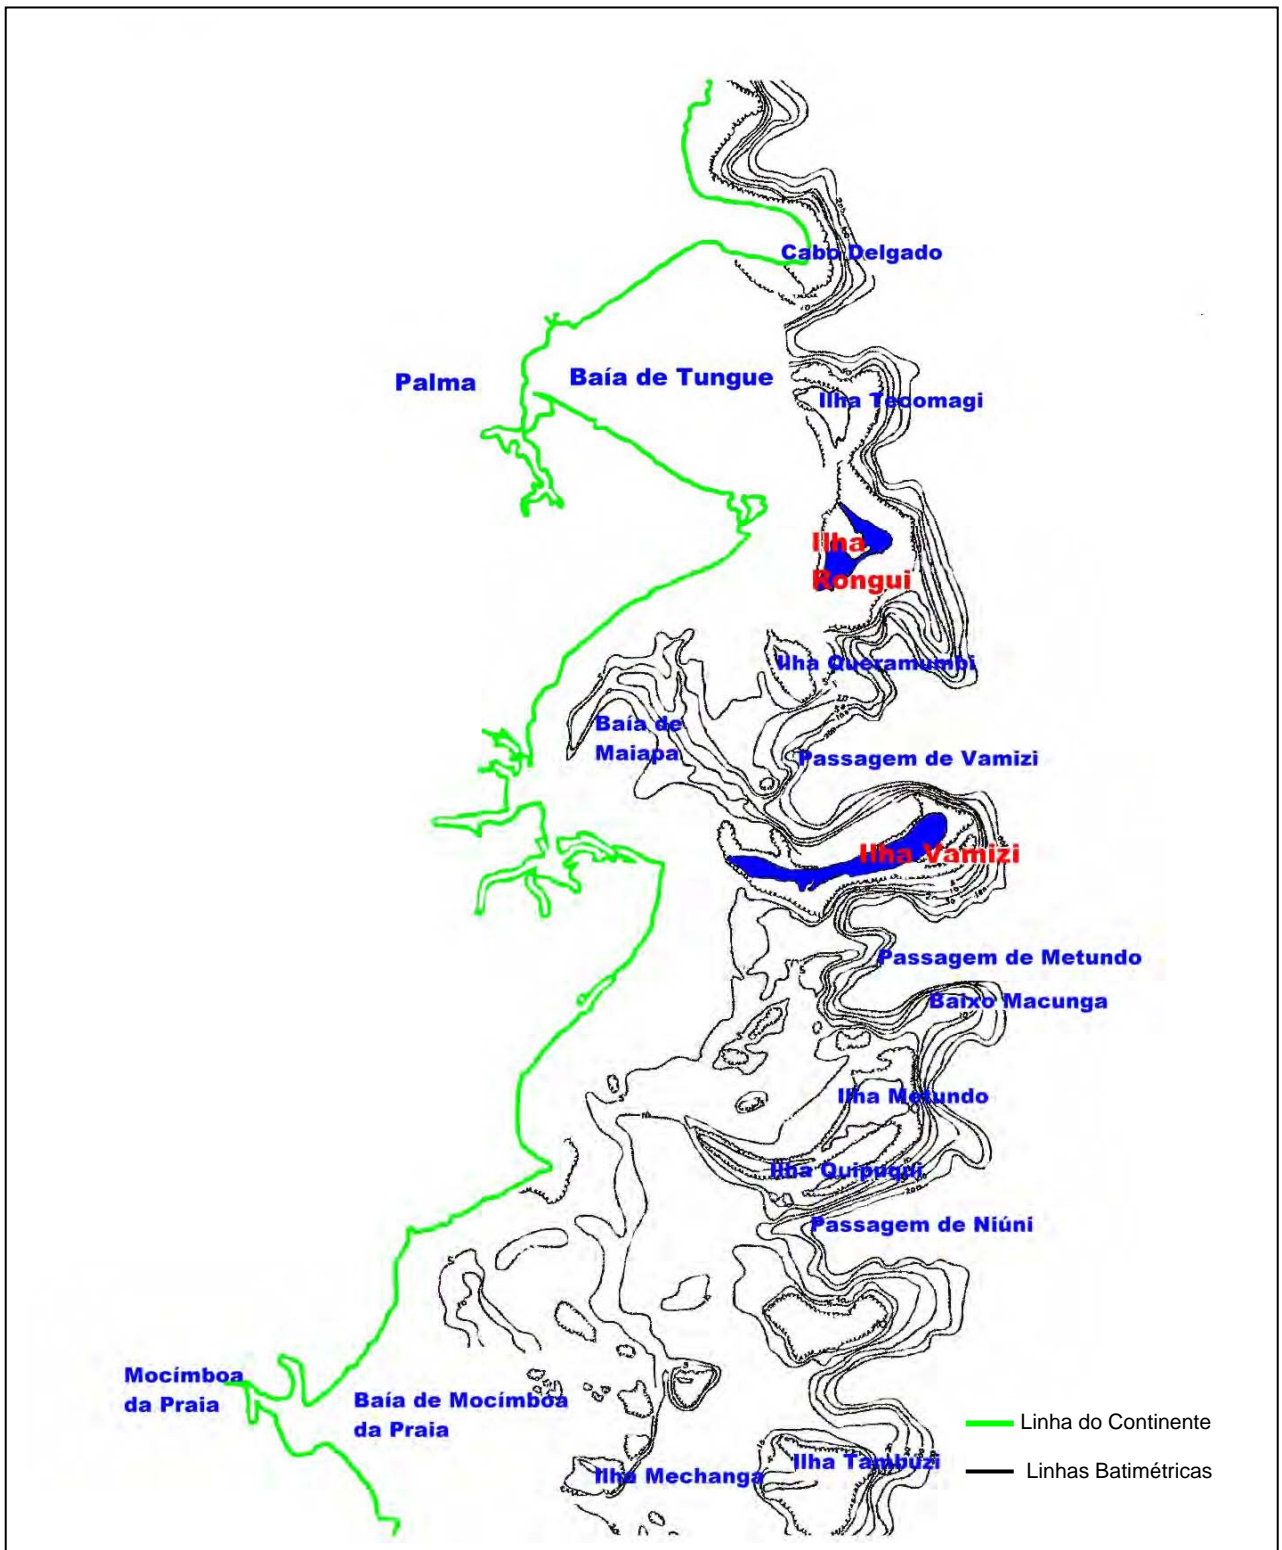 Cabo Delgado
Palma
Baía de Tungue
Ilha Tecomagi
Ilha
Rongui
Ilha Queramumbi
Baía de
Maiapa
Passagem de Vamizi
Ilha Vamizi
Passagem de Metundo
Baixo Macunga
Ilha Metundo
Ilha Quipuqui
Passagem de Niúni
Mocímboa
da Praia
Baía de Mocímboa
da Praia
Ilha Mechanga
Ilha Tambuzi
Linha do Continente
Linhas Batimétricas